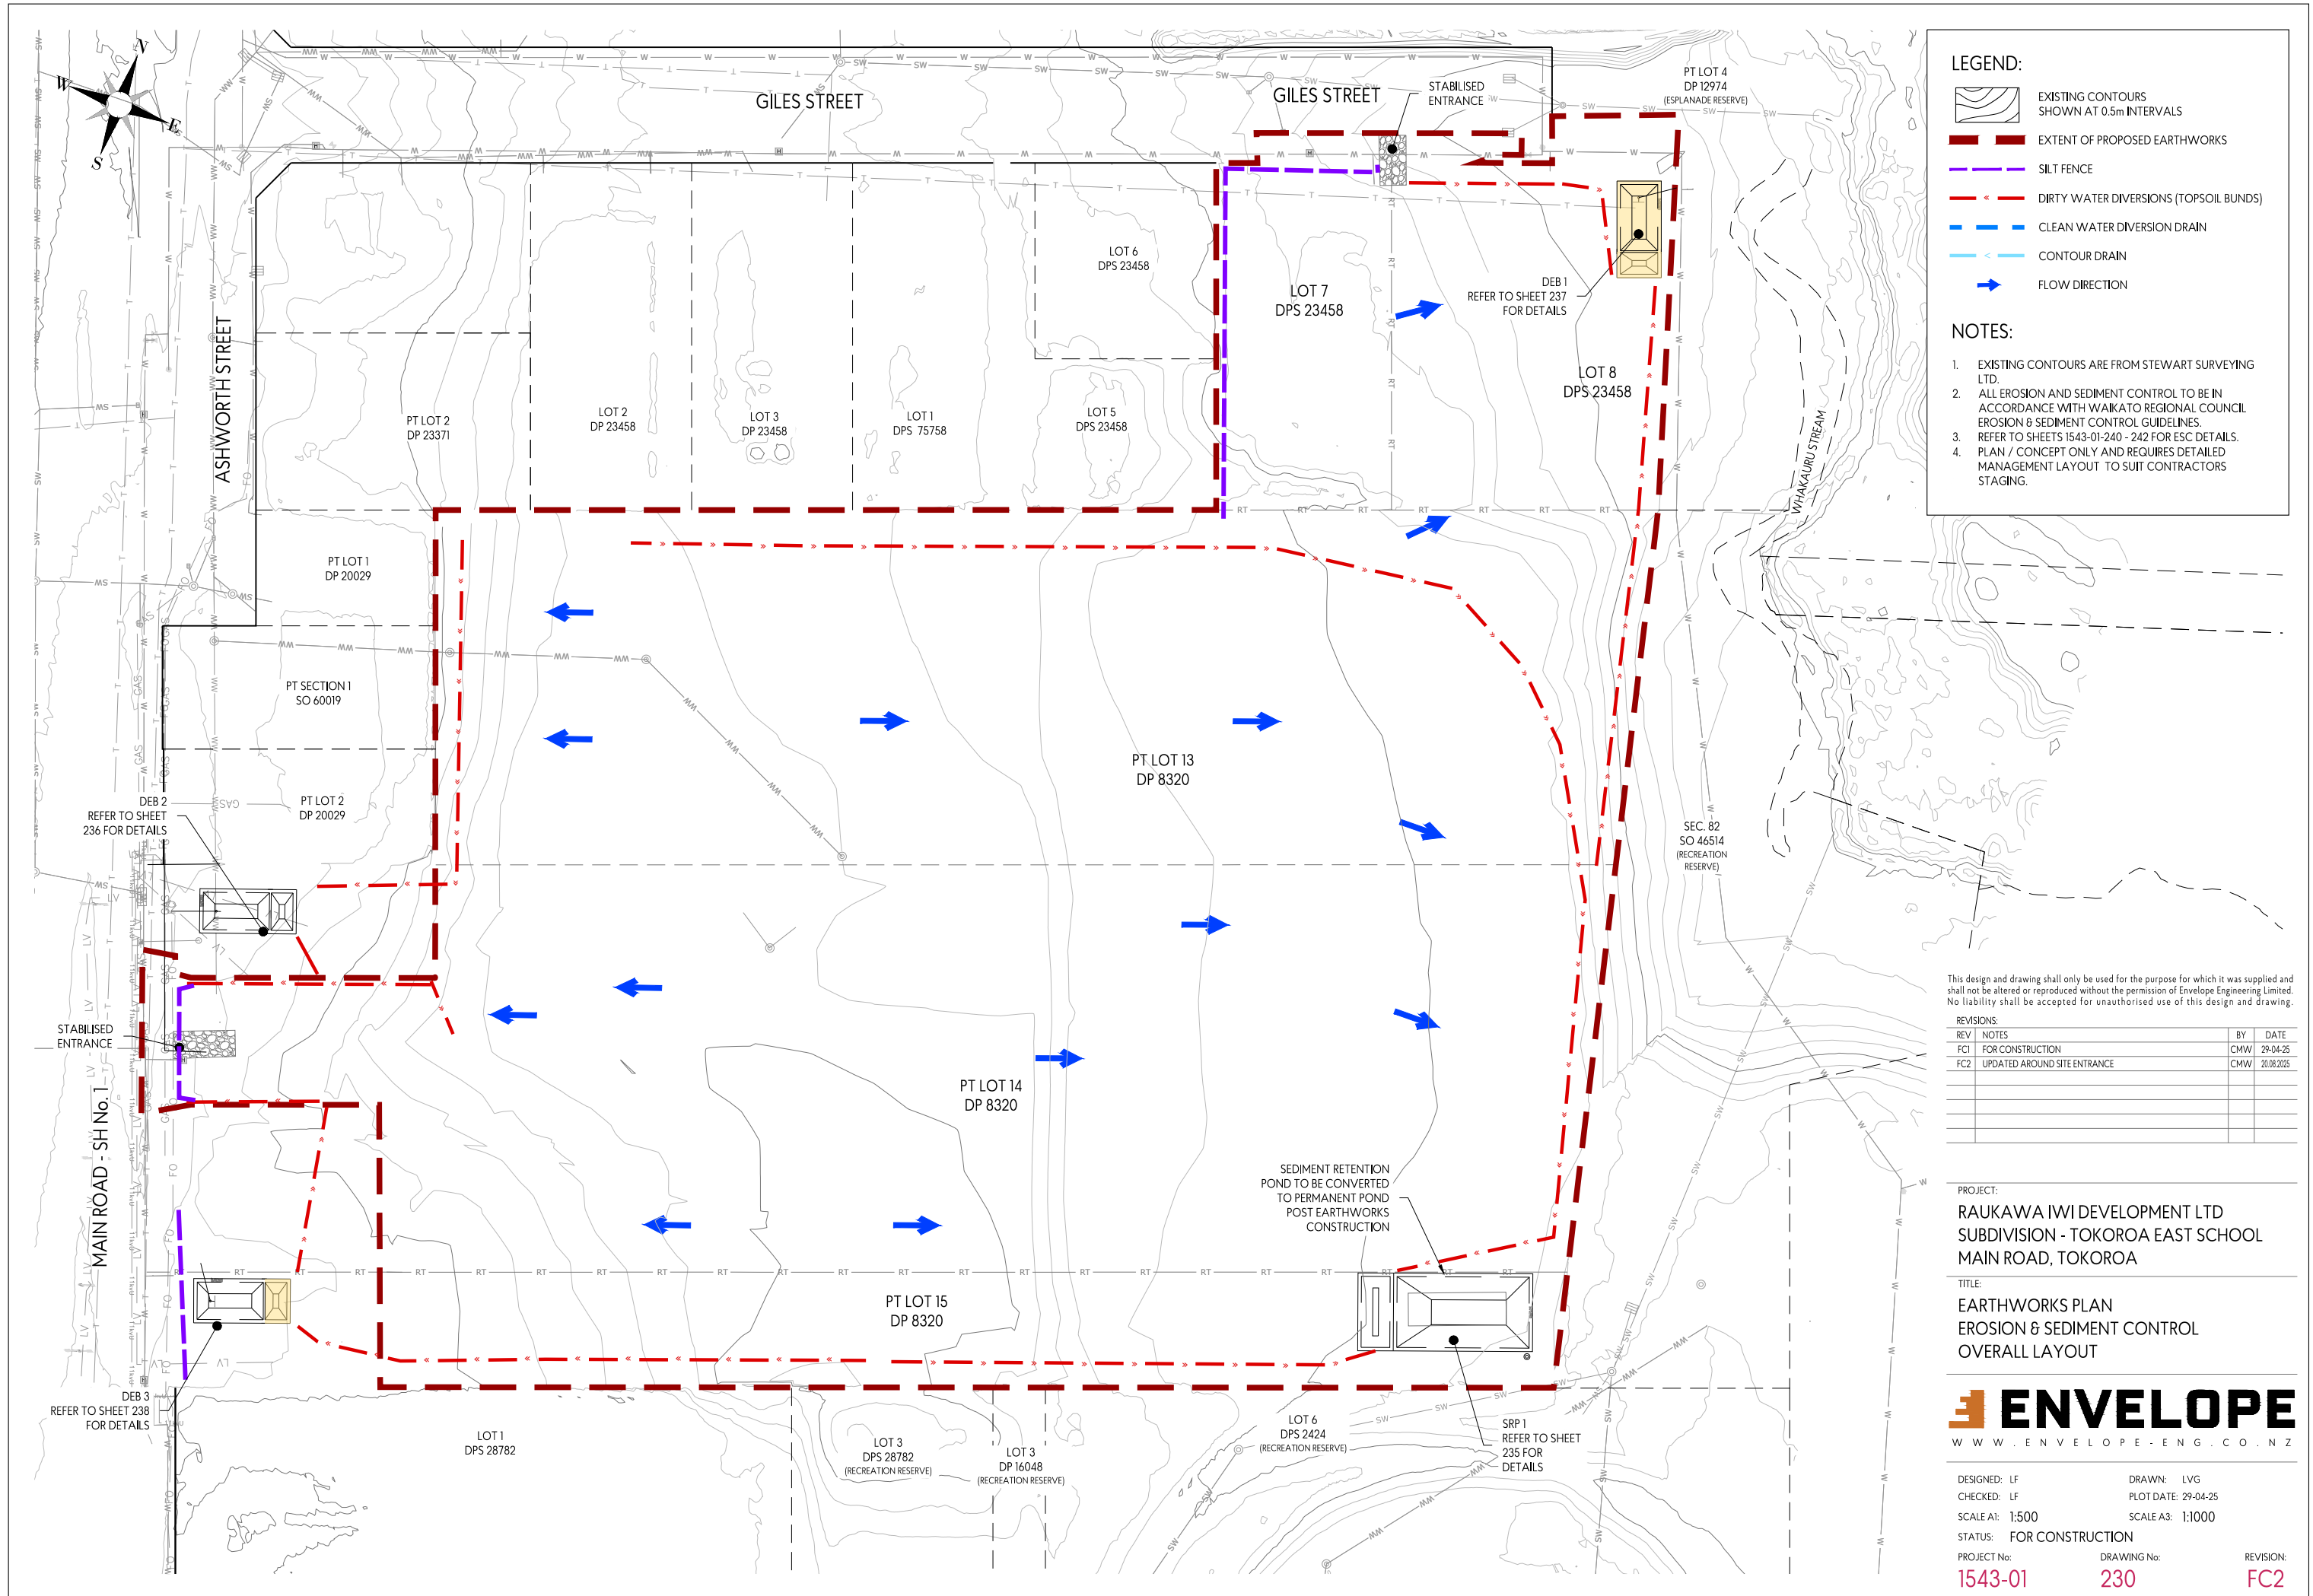 N
W
E
S
GILES STREET
GILES STREET
STABILISED
ENTRANCE
PT LOT 4
DP 12974
(ESPLANADE RESERVE)
ASHWORTH STREET
LOT 6
DPS 23458
LOT 7
DPS 23458
DEB 1
REFER TO SHEET 237
FOR DETAILS
LOT 8
DPS 23458
PT LOT 2
DP 23371
LOT 2
DP 23458
LOT 3
DP 23458
LOT 1
DPS 75758
LOT 5
DPS 23458
WHAKAURU STREAM
PT LOT 1
DP 20029
PT SECTION 1
SO 60019
PT LOT 2
DP 20029
DEB 2
REFER TO SHEET
236 FOR DETAILS
PT LOT 13
DP 8320
SEC. 82
SO 46514
(RECREATION
RESERVE)
STABILISED
ENTRANCE
MAIN ROAD - SH No. 1
PT LOT 14
DP 8320
SEDIMENT RETENTION
POND TO BE CONVERTED
TO PERMANENT POND
POST EARTHWORKS
CONSTRUCTION
PT LOT 15
DP 8320
DEB 3
REFER TO SHEET 238
FOR DETAILS
LOT 1
DPS 28782
LOT 3
DPS 28782
(RECREATION RESERVE)
LOT 3
DP 16048
(RECREATION RESERVE)
LOT 6
DPS 2424
(RECREATION RESERVE)
SRP 1
REFER TO SHEET
235 FOR
DETAILS
LEGEND:
EXISTING CONTOURS
SHOWN AT 0.5m INTERVALS
EXTENT OF PROPOSED EARTHWORKS
SILT FENCE
DIRTY WATER DIVERSIONS (TOPSOIL BUNDS)
CLEAN WATER DIVERSION DRAIN
CONTOUR DRAIN
FLOW DIRECTION
NOTES:
1. EXISTING CONTOURS ARE FROM STEWART SURVEYING
LTD.
2. ALL EROSION AND SEDIMENT CONTROL TO BE IN
ACCORDANCE WITH WAIKATO REGIONAL COUNCIL
EROSION & SEDIMENT CONTROL GUIDELINES.
3. REFER TO SHEETS 1543-01-240 - 242 FOR ESC DETAILS.
4. PLAN / CONCEPT ONLY AND REQUIRES DETAILED
MANAGEMENT LAYOUT TO SUIT CONTRACTORS
STAGING.
This design and drawing shall only be used for the purpose for which it was supplied and
shall not be altered or reproduced without the permission of Envelope Engineering Limited.
No liability shall be accepted for unauthorised use of this design and drawing.
REVISIONS:
REV NOTES BY DATE
FC1 FOR CONSTRUCTION CMW 29-04-25
FC2 UPDATED AROUND SITE ENTRANCE CMW 20.08.2025
PROJECT:
RAUKAWA IWI DEVELOPMENT LTD
SUBDIVISION - TOKOROA EAST SCHOOL
MAIN ROAD, TOKOROA
TITLE:
EARTHWORKS PLAN
EROSION & SEDIMENT CONTROL
OVERALL LAYOUT
ENVELOPE
WWW.ENVELOPE-ENG.CO.NZ
DESIGNED: LF DRAWN: LVG
CHECKED: LF PLOT DATE: 29-04-25
SCALE A1: 1:500 SCALE A3: 1:1000
STATUS: FOR CONSTRUCTION
PROJECT No: DRAWING No: REVISION:
1543-01 230 FC2